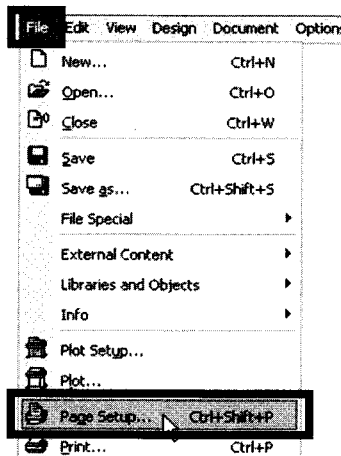 File Edit View Design Document Options
New... Ctrl+N
Open... Ctrl+O
Close Ctrl+W
Save Ctrl+S
Save as... Ctrl+Shift+S
File Special
External Content
Libraries and Objects
Info
Plot Setup...
Plot...
Page Setup... Ctrl+Shift+P
Print... Ctrl+P